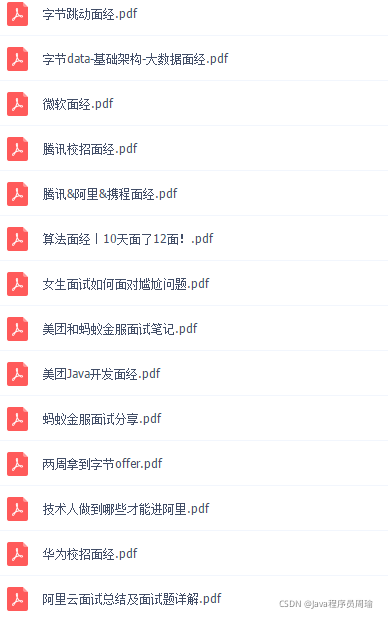 字节跳动面经.pdf
字节data-基础架构-大数据面经.pdf
微软面经.pdf
腾讯校招面经.pdf
腾讯&阿里&携程面经.pdf
算法面经丨10天面了12面！.pdf
女生面试如何面对尴尬问题.pdf
美团和蚂蚁金服面试笔记.pdf
美团Java开发面经.pdf
蚂蚁金服面试分享.pdf
两周拿到字节offer.pdf
技术人做到哪些才能进阿里.pdf
华为校招面经.pdf
阿里云面试总结及面试题详解.pdf
CSDN @Java程序员周瑜